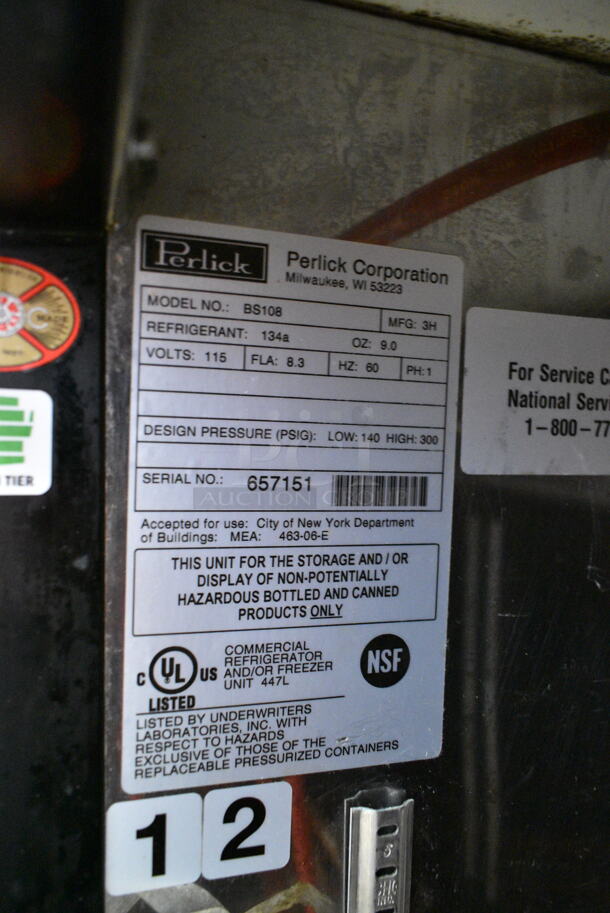 Perlick
Perlick Corporation
Milwaukee, WI 53223
MODEL NO.: BS108
MFG: 3H
REFRIGERANT: 134a OZ: 9.0
VOLTS: 115 FLA: 8.3 HZ: 60 PH: 1
DESIGN PRESSURE (PSIG): LOW: 140 HIGH: 300
SERIAL NO.: 657151
AUCTION GROUP
Accepted for use: City of New York Department
of Buildings: MEA: 463-06-E
THIS UNIT FOR THE STORAGE AND / OR
DISPLAY OF NON-POTENTIALLY
HAZARDOUS BOTTLED AND CANNED
PRODUCTS ONLY
C UL US
LISTED
COMMERCIAL
REFRIGERATOR
AND/OR FREEZER
UNIT 447L
NSF
LISTED BY UNDERWRITERS
LABORATORIES, INC. WITH
RESPECT TO HAZARDS
EXCLUSIVE OF THOSE OF THE
REPLACEABLE PRESSURIZED CONTAINERS
For Service C
National Serv
1-800-77
MADE
TIER
1 2